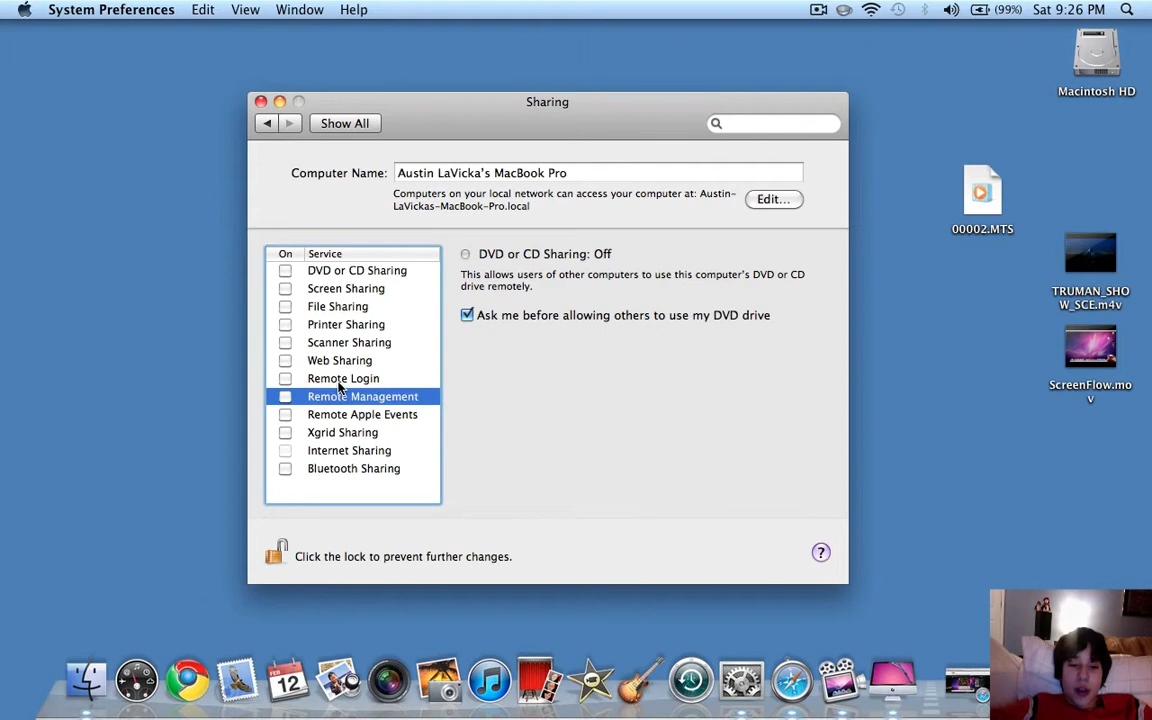 System Preferences Edit View Window Help (99%) Sat 9:26 PM
Macintosh HD
Sharing
Show All
Computer Name: Austin LaVicka's MacBook Pro
Computers on your local network can access your computer at: Austin-
LaVickas-MacBook-Pro.local
Edit...
On Service
DVD or CD Sharing
Screen Sharing
File Sharing
Printer Sharing
Scanner Sharing
Web Sharing
Remote Login
Remote Management
Remote Apple Events
Xgrid Sharing
Internet Sharing
Bluetooth Sharing
DVD or CD Sharing: Off
This allows users of other computers to use this computer's DVD or CD
drive remotely.
Ask me before allowing others to use my DVD drive
Click the lock to prevent further changes.
?
00002.MTS
TRUMAN_SHO
W_SCE.m4v
ScreenFlow.mo
v
12